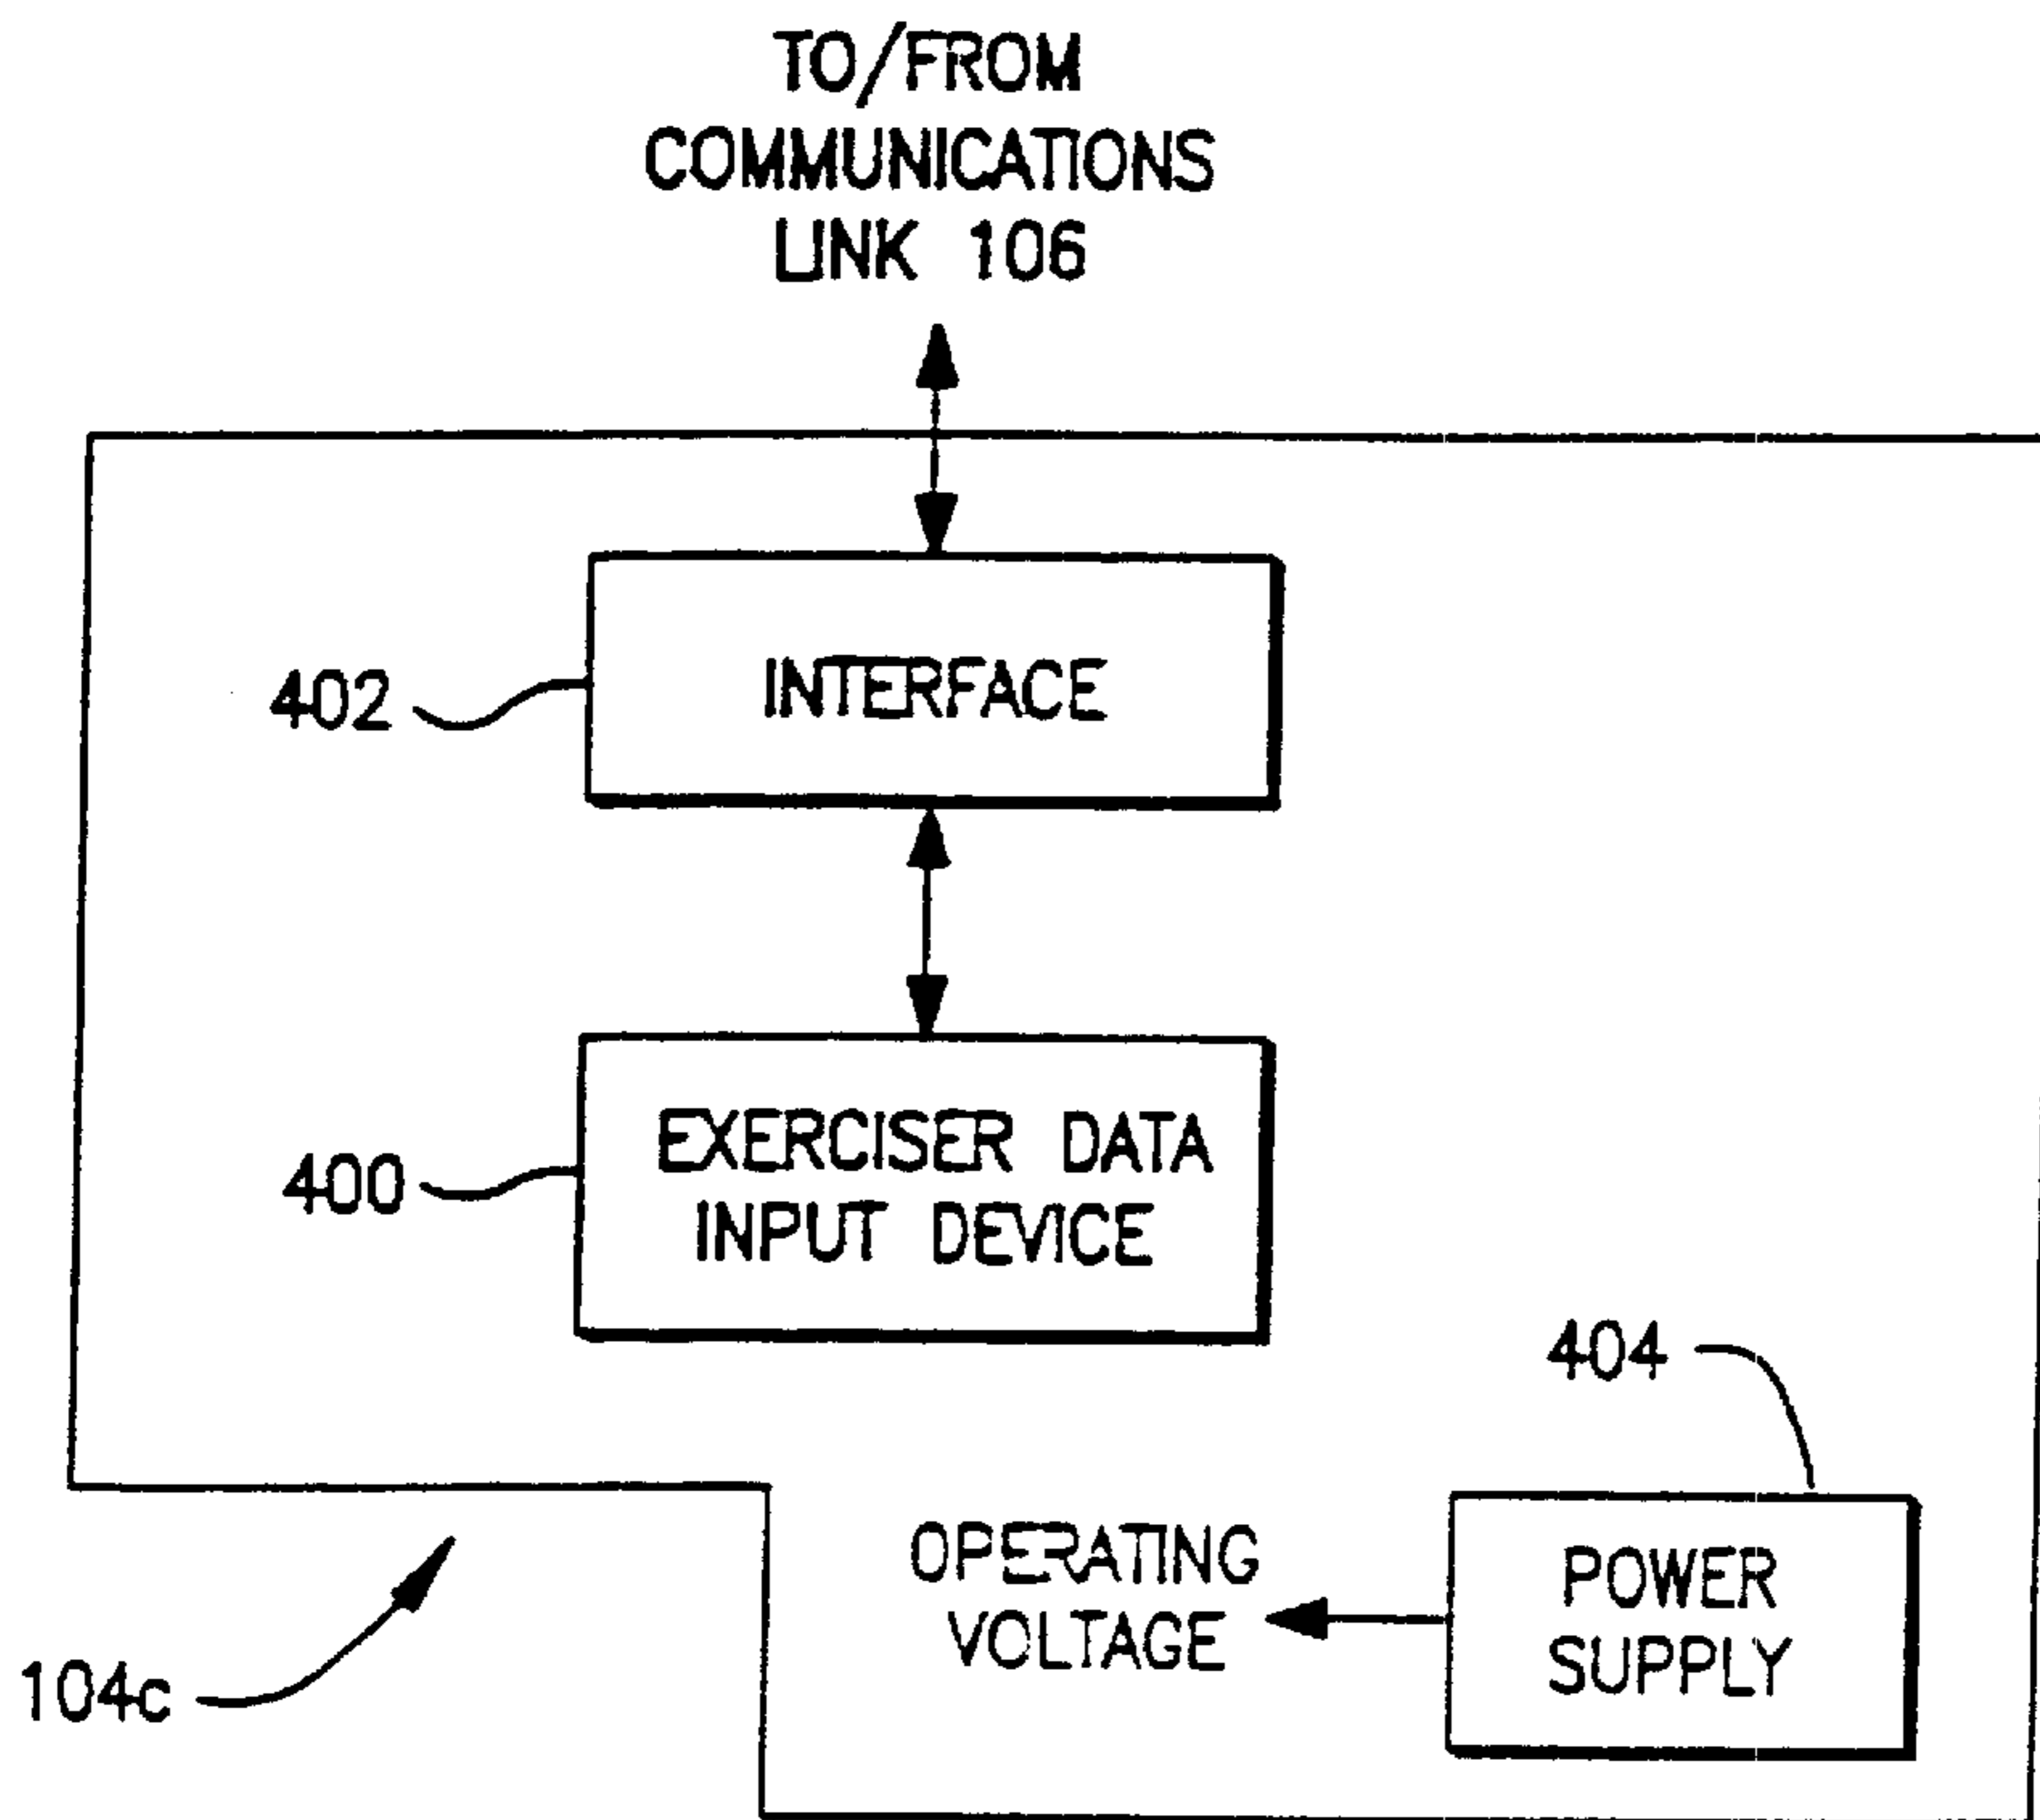 TO/FROM
COMMUNICATIONS
LINK 106
INTERFACE
402
EXERCISER DATA
INPUT DEVICE
400
404
OPERATING
VOLTAGE
POWER
SUPPLY
104c